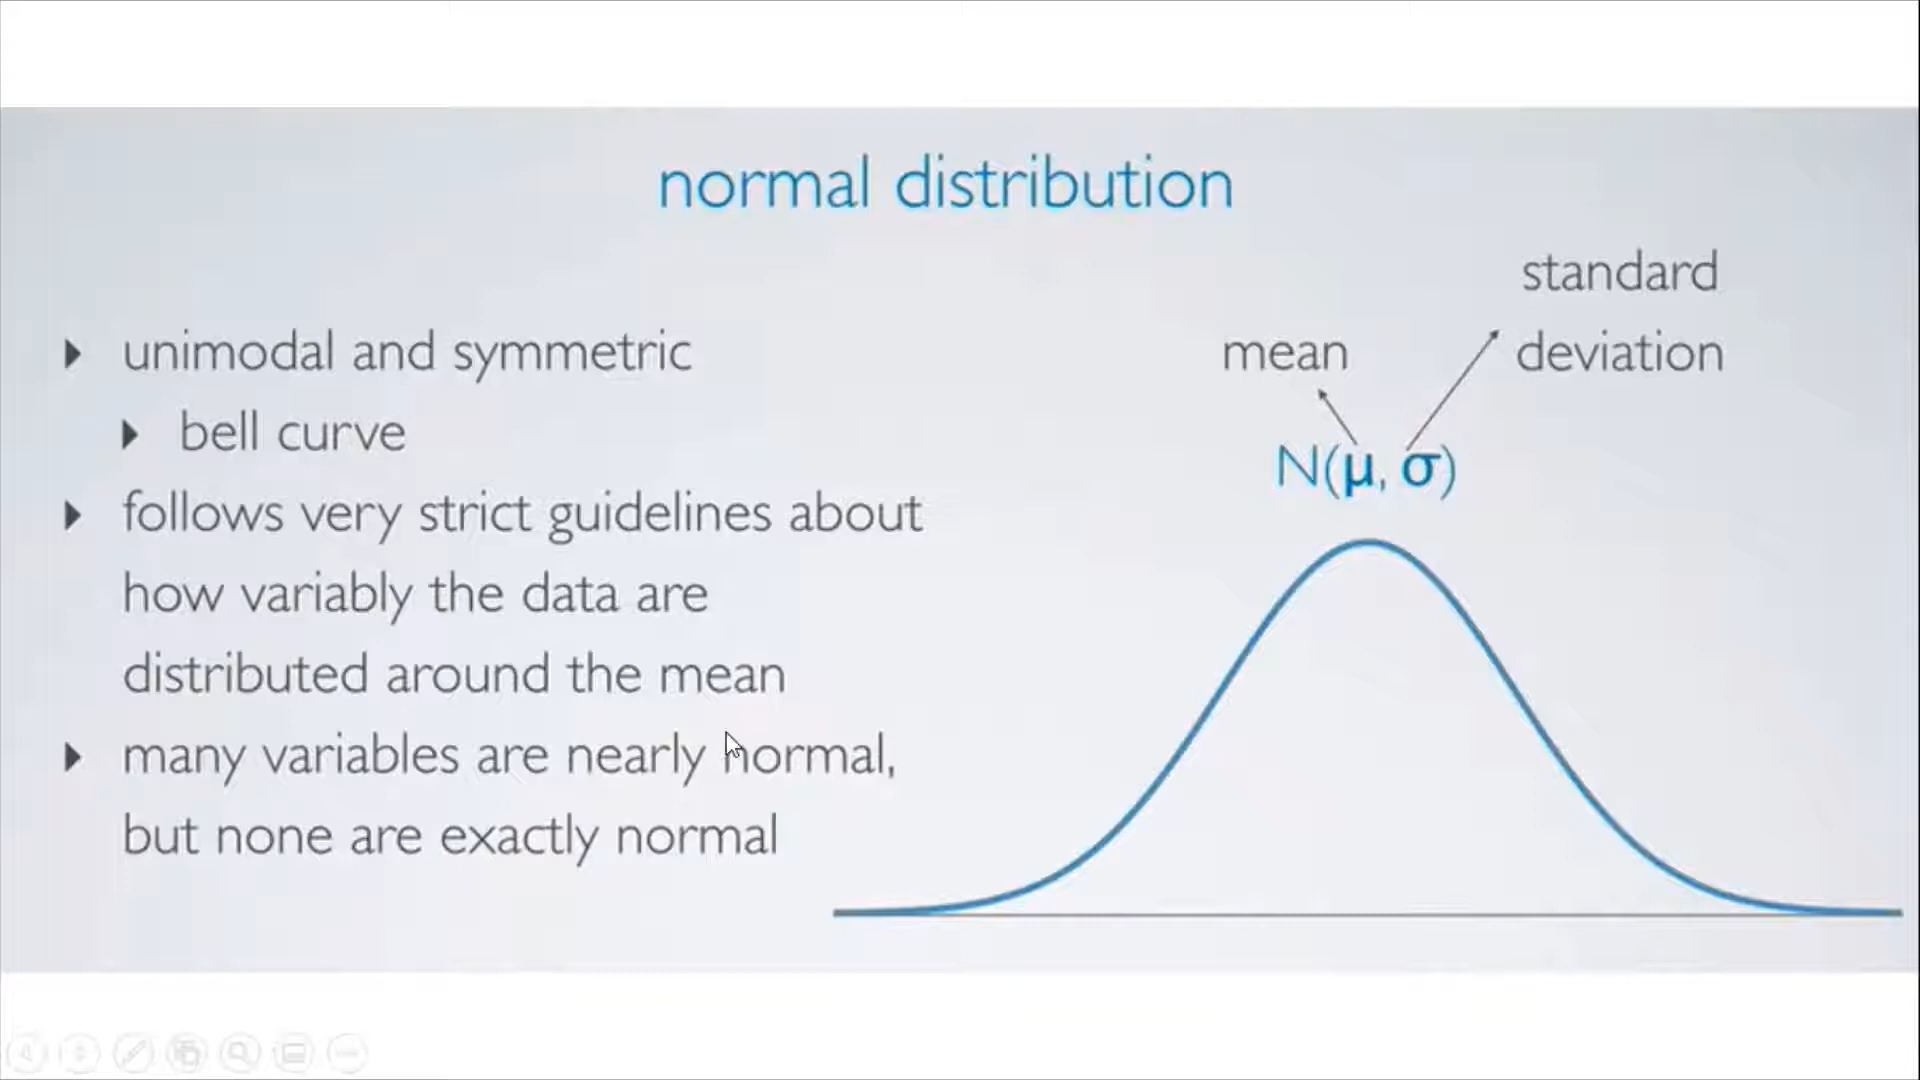 normal distribution
▸ unimodal and symmetric
▸ bell curve
▸ follows very strict guidelines about
how variably the data are
distributed around the mean
▸ many variables are nearly normal,
but none are exactly normal
standard
deviation
mean
N(μ, σ)